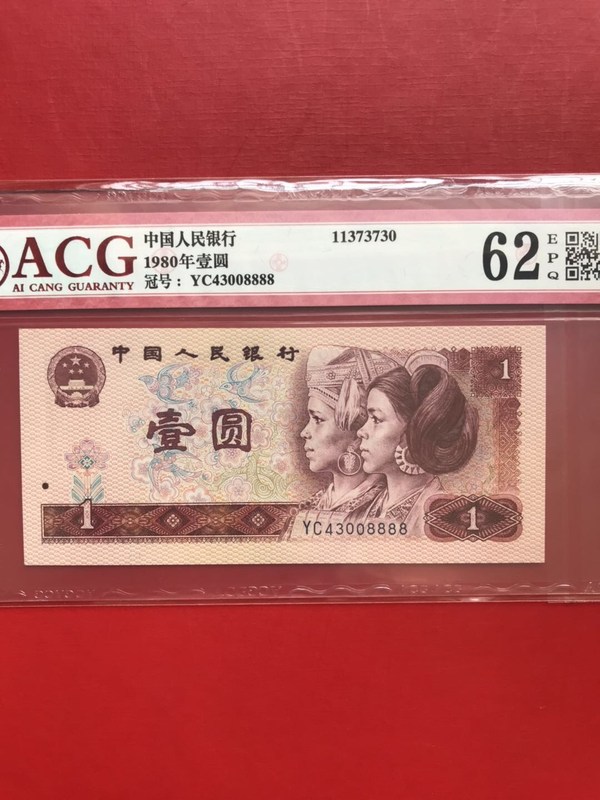 ACG
AI CANG GUARANTY
中国人民银行
1980年壹圆
冠号：YC43008888
11373730
62
EPQ
中国人民银行
壹圆
1
1
1
YC43008888